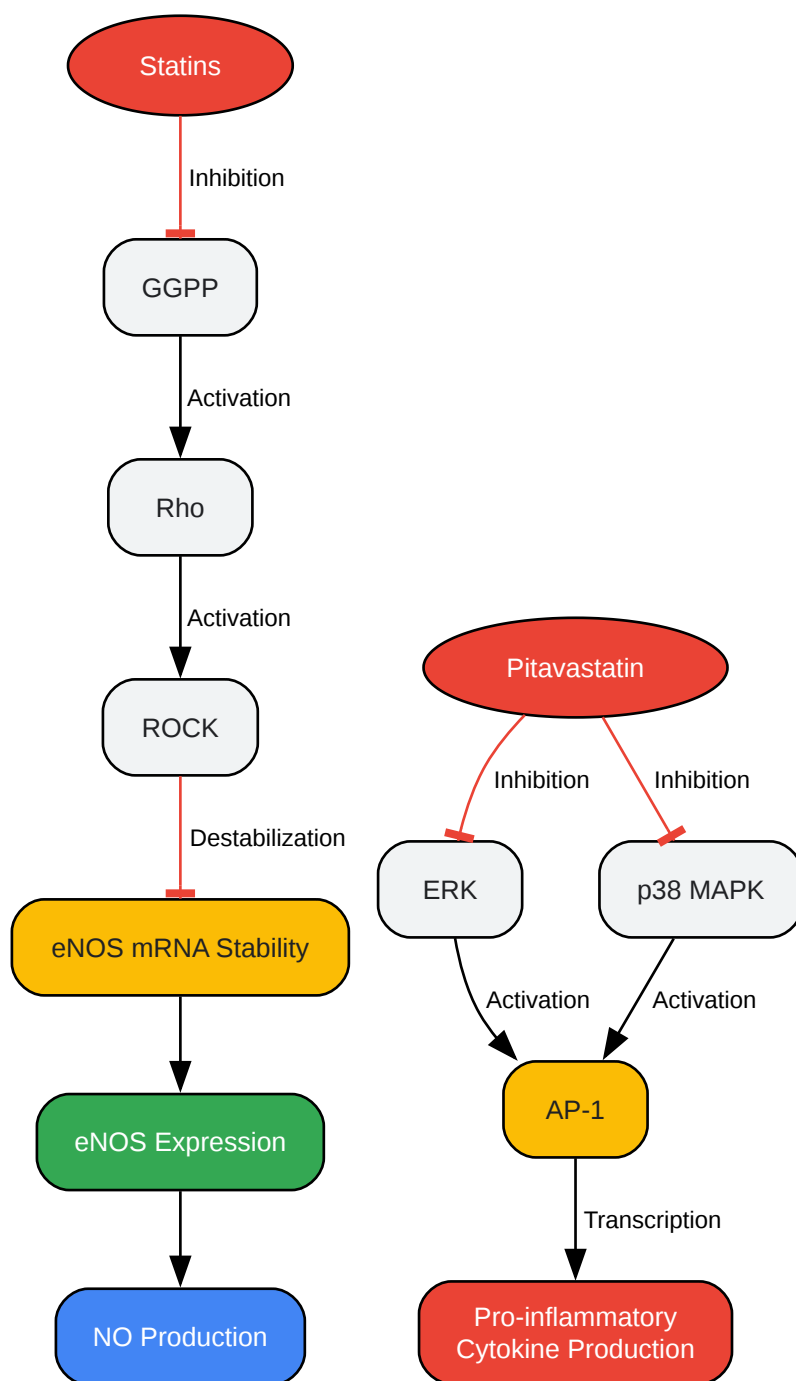 Statins
Inhibition
GGPP
Activation
Rho
Activation
ROCK
Destabilization
eNOS mRNA Stability
eNOS Expression
NO Production
Pitavastatin
Inhibition
Inhibition
ERK
p38 MAPK
Activation
Activation
AP-1
Transcription
Pro-inflammatory
Cytokine Production